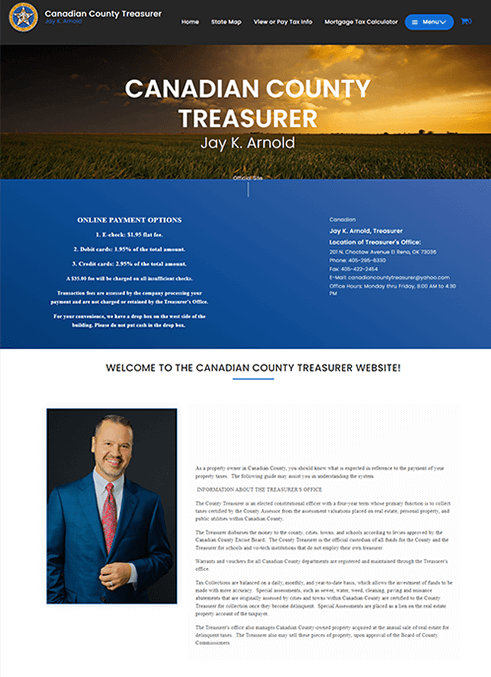 Canadian County Treasurer
Jay K. Arnold
Home
State Map
View or Pay Tax Info
Mortgage Tax Calculator
Menu
0
CANADIAN COUNTY
TREASURER
Jay K. Arnold
Official Site
ONLINE PAYMENT OPTIONS
1. E-check: $1.95 flat fee.
2. Debit cards: 1.95% of the total amount.
3. Credit cards: 2.95% of the total amount.
A $35.00 fee will be charged on all insufficient checks.
Transaction fees are assessed by the company processing your
payment and are not charged or retained by the Treasurer's Office.
For your convenience, we have a drop box on the west side of the
building. Please do not put cash in the drop box.
Canadian
Jay K. Arnold, Treasurer
Location of Treasurer's Office:
201 N. Choctaw Avenue El Reno, OK 73036
Phone: 405-295-6330
Fax: 405-422-2454
E-Mail: canadiancountytreasurer@yahoo.com
Office Hours: Monday thru Friday, 8:00 AM to 4:30
PM
WELCOME TO THE CANADIAN COUNTY TREASURER WEBSITE!
As a property owner in Canadian County, you should know what is expected in reference to the payment of your
property taxes. The following guide may assist you in understanding the system.
INFORMATION ABOUT THE TREASURER'S OFFICE
The County Treasurer is an elected constitutional officer with a four-year term whose primary function is to collect
taxes certified by the County Assessor from the assessment valuations placed on real estate, personal property, and
public utilities within Canadian County.
The Treasurer disburses the money to the county, cities, towns, and schools according to levies approved by the
Canadian County Excise Board. The County Treasurer is the official custodian of all funds for the County and the
Treasurer for schools and vo-tech institutions that do not employ their own treasurer.
Warrants and vouchers for all Canadian County departments are registered and maintained through the Treasurer's
office.
Tax Collections are balanced on a daily, monthly, and year-to-date basis, which allows the investment of funds to be
made with more accuracy. Special assessments, such as sewer, water, weed, cleaning, paving and nuisance
abatements that are originally assessed by cities and towns within Canadian County are certified to the County
Treasurer for collection once they become delinquent. Special Assessments are placed as a lien on the real estate
property account of the taxpayer.
The Treasurer's office also manages Canadian County-owned property acquired at the annual sale of real estate for
delinquent taxes. The Treasurer also may sell these pieces of property, upon approval of the Board of County
Commissioners.